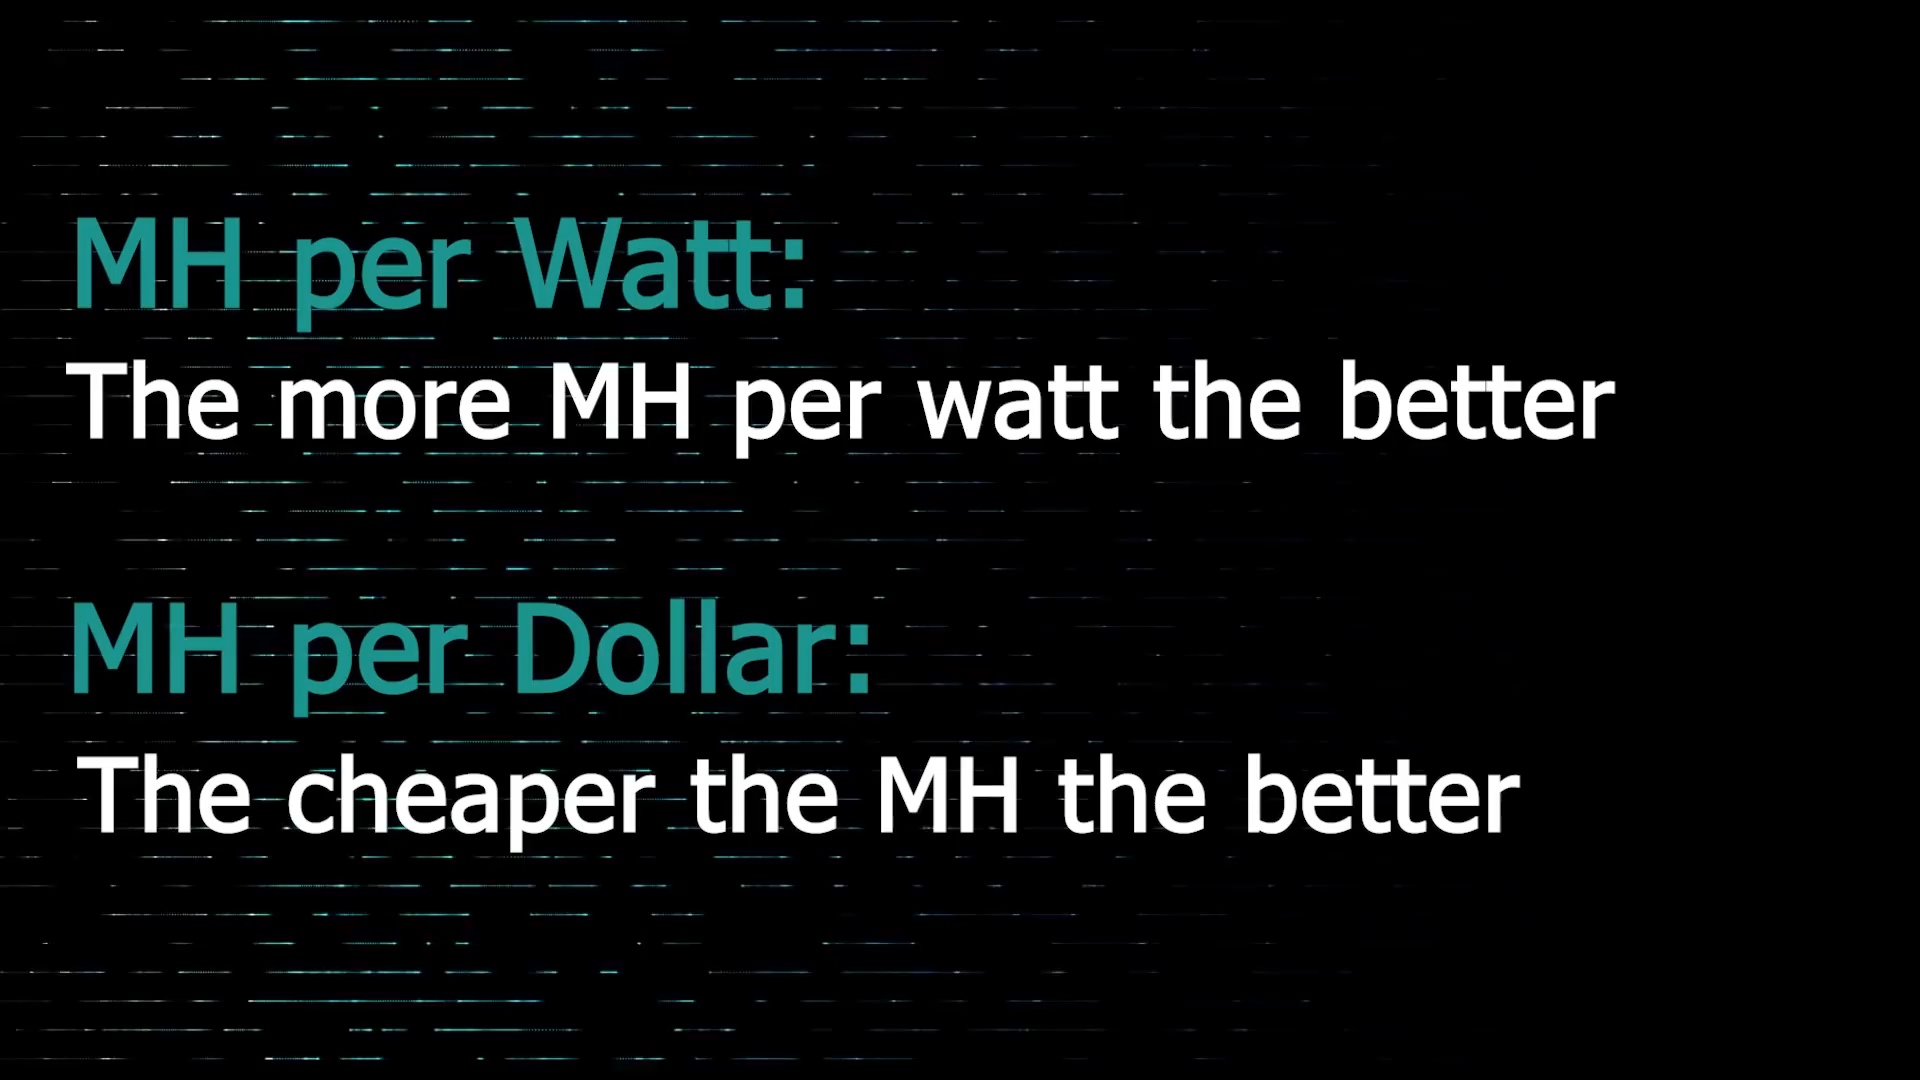 MH per Watt:
The more MH per watt the better
MH per Dollar:
The cheaper the MH the better